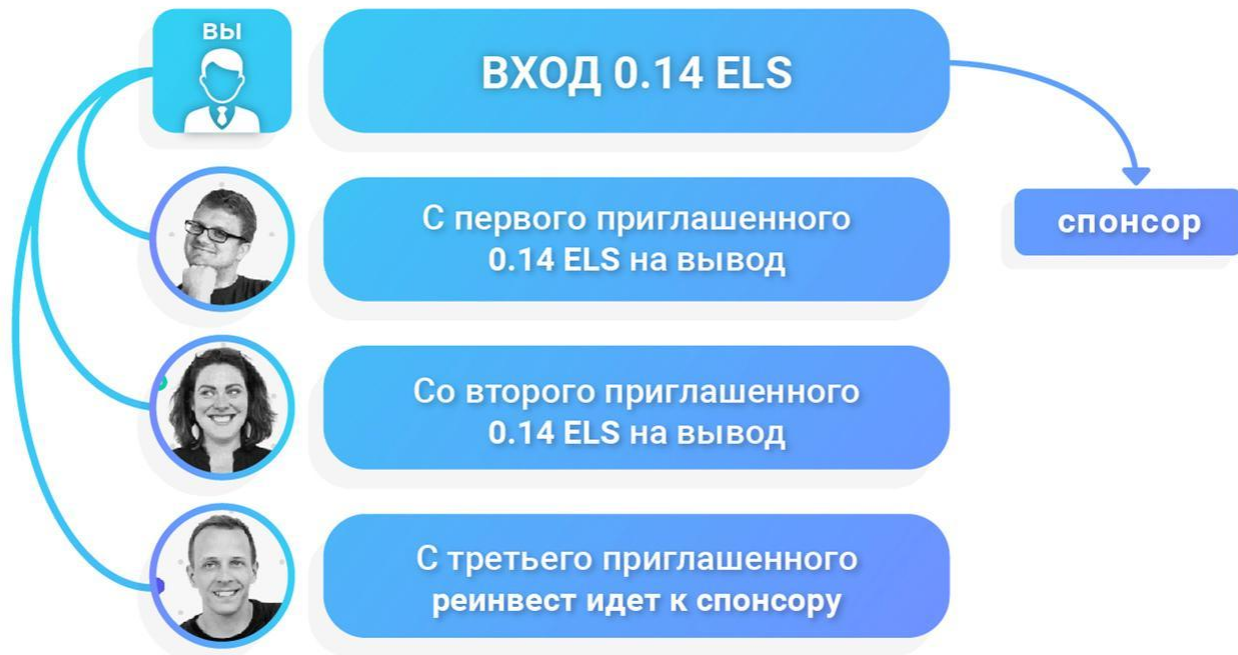 ВЫ
ВХОД 0.14 ELS
С первого приглашенного
0.14 ELS на вывод
спонсор
Со второго приглашенного
0.14 ELS на вывод
С третьего приглашенного
реинвест идет к спонсору